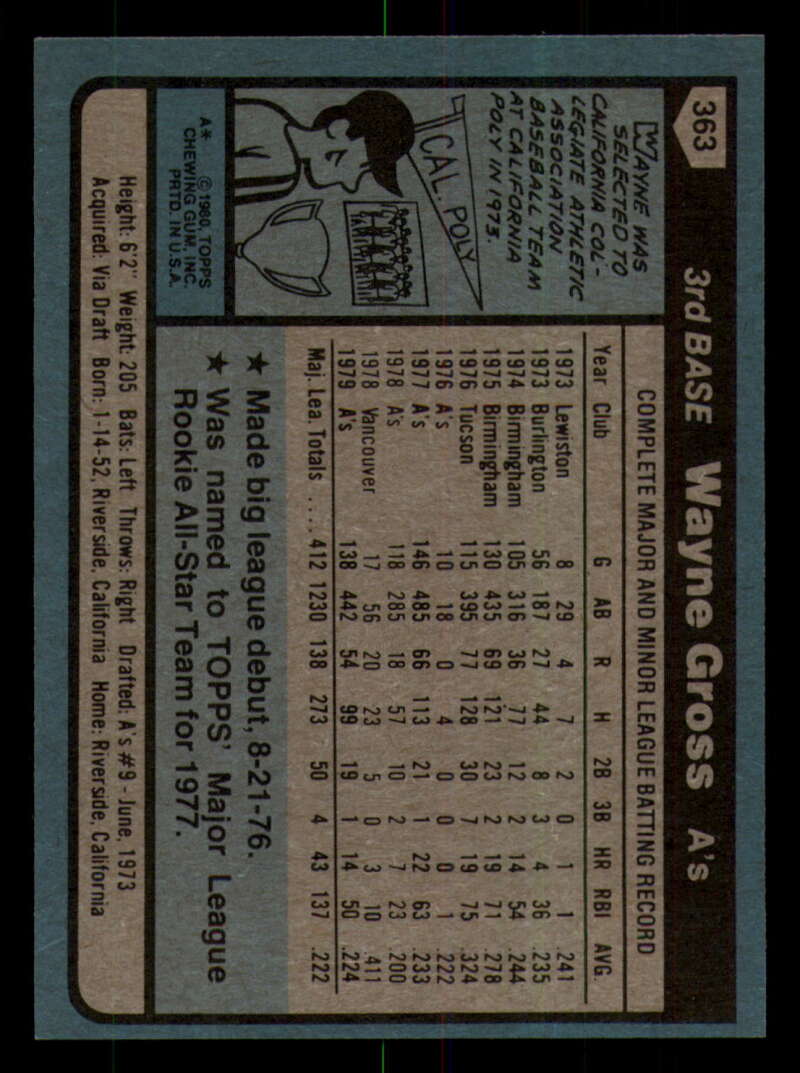 363
3rd BASE Wayne Gross A's
WAYNE WAS
SELECTED TO
CALIFORNIA COL-
LEGIATE ATHLETIC
ASSOCIATION
BASEBALL TEAM
AT CALIFORNIA
POLY IN 1973.
CAL. POLY
A* © 1980, TOPPS
CHEWING GUM, INC.
PRTD. IN U.S.A.
COMPLETE MAJOR AND MINOR LEAGUE BATTING RECORD
Year Club G AB R H 2B 3B HR RBI AVG.
1973 Lewiston 8 29 4 7 2 0 1 1 .241
1973 Burlington 56 187 27 44 8 3 4 36 .235
1974 Birmingham 105 316 36 77 12 2 14 54 .244
1975 Birmingham 130 435 69 121 23 2 19 71 .278
1976 Tucson 115 395 77 128 30 7 19 75 .324
1976 A's 10 18 0 4 0 0 0 1 .222
1977 A's 146 485 66 113 21 1 22 63 .233
1978 A's 118 285 18 57 10 2 7 23 .200
1978 Vancouver 17 56 20 23 5 0 3 10 .411
1979 A's 138 442 54 99 19 1 14 50 .224
Maj. Lea. Totals .... 412 1230 138 273 50 4 43 137 .222
★ Made big league debut, 8-21-76.
★ Was named to TOPPS' Major League
Rookie All-Star Team for 1977.
Height: 6'2" Weight: 205 Bats: Left Throws: Right Drafted: A's #9 - June, 1973
Acquired: Via Draft Born: 1-14-52, Riverside, California Home: Riverside, California